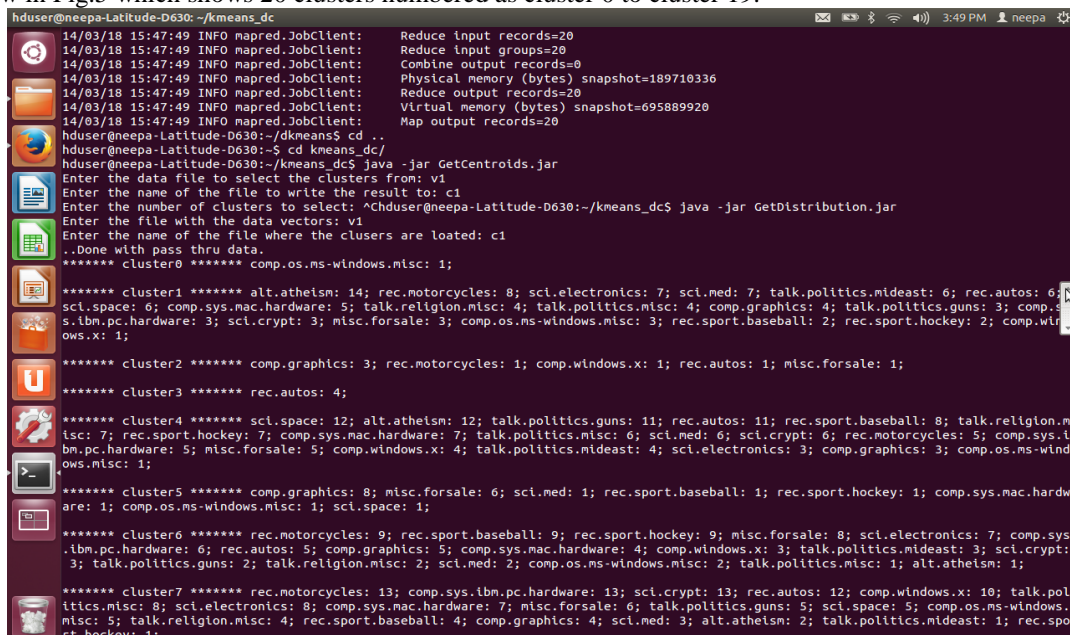 w in Fig.5 which shows 20 clusters numbered as cluster 0 to cluster 19.
hduser@neepa-Latitude-D630: ~/kmeans_dc
3:49 PM neepa
14/03/18 15:47:49 INFO mapred.JobClient: Reduce input records=20
14/03/18 15:47:49 INFO mapred.JobClient: Reduce input groups=20
14/03/18 15:47:49 INFO mapred.JobClient: Combine output records=0
14/03/18 15:47:49 INFO mapred.JobClient: Physical memory (bytes) snapshot=189710336
14/03/18 15:47:49 INFO mapred.JobClient: Reduce output records=20
14/03/18 15:47:49 INFO mapred.JobClient: Virtual memory (bytes) snapshot=695889920
14/03/18 15:47:49 INFO mapred.JobClient: Map output records=20
hduser@neepa-Latitude-D630:~/dkmeans$ cd ..
hduser@neepa-Latitude-D630:~$ cd kmeans_dc/
hduser@neepa-Latitude-D630:~/kmeans_dc$ java -jar GetCentroids.jar
Enter the data file to select the clusters from: v1
Enter the name of the file to write the result to: c1
Enter the number of clusters to select: ^Chduser@neepa-Latitude-D630:~/kmeans_dc$ java -jar GetDistribution.jar
Enter the file with the data vectors: v1
Enter the name of the file where the clusers are loated: c1
..Done with pass thru data.
******* cluster0 ******* comp.os.ms-windows.misc: 1;
******* cluster1 ******* alt.atheism: 14; rec.motorcycles: 8; sci.electronics: 7; sci.med: 7; talk.politics.mideast: 6; rec.autos: 6;
sci.space: 6; comp.sys.mac.hardware: 5; talk.religion.misc: 4; talk.politics.misc: 4; comp.graphics: 4; talk.politics.guns: 3; comp.s
s.ibm.pc.hardware: 3; sci.crypt: 3; misc.forsale: 3; comp.os.ms-windows.misc: 3; rec.sport.baseball: 2; rec.sport.hockey: 2; comp.wi
ows.x: 1;
******* cluster2 ******* comp.graphics: 3; rec.motorcycles: 1; comp.windows.x: 1; rec.autos: 1; misc.forsale: 1;
******* cluster3 ******* rec.autos: 4;
******* cluster4 ******* sci.space: 12; alt.atheism: 12; talk.politics.guns: 11; rec.autos: 11; rec.sport.baseball: 8; talk.religion.m
isc: 7; rec.sport.hockey: 7; comp.sys.mac.hardware: 7; talk.politics.misc: 6; sci.med: 6; sci.crypt: 6; rec.motorcycles: 5; comp.sys.i
bm.pc.hardware: 5; misc.forsale: 5; comp.windows.x: 4; talk.politics.mideast: 4; sci.electronics: 3; comp.graphics: 3; comp.os.ms-wind
ows.misc: 1;
******* cluster5 ******* comp.graphics: 8; misc.forsale: 6; sci.med: 1; rec.sport.baseball: 1; rec.sport.hockey: 1; comp.sys.mac.hardw
are: 1; comp.os.ms-windows.misc: 1; sci.space: 1;
******* cluster6 ******* rec.motorcycles: 9; rec.sport.baseball: 9; rec.sport.hockey: 9; misc.forsale: 8; sci.electronics: 7; comp.sys
.ibm.pc.hardware: 6; rec.autos: 5; comp.graphics: 5; comp.sys.mac.hardware: 4; comp.windows.x: 3; talk.politics.mideast: 3; sci.crypt:
3; talk.politics.guns: 2; talk.religion.misc: 2; sci.med: 2; comp.os.ms-windows.misc: 2; talk.politics.misc: 1; alt.atheism: 1;
******* cluster7 ******* rec.motorcycles: 13; comp.sys.ibm.pc.hardware: 13; sci.crypt: 13; rec.autos: 12; comp.windows.x: 10; talk.pol
itics.misc: 8; sci.electronics: 8; comp.sys.mac.hardware: 7; misc.forsale: 6; talk.politics.guns: 5; sci.space: 5; comp.os.ms-windows.
misc: 5; talk.religion.misc: 4; rec.sport.baseball: 4; comp.graphics: 4; sci.med: 3; alt.atheism: 2; talk.politics.mideast: 1; rec.spo
rt.hockey: 1;